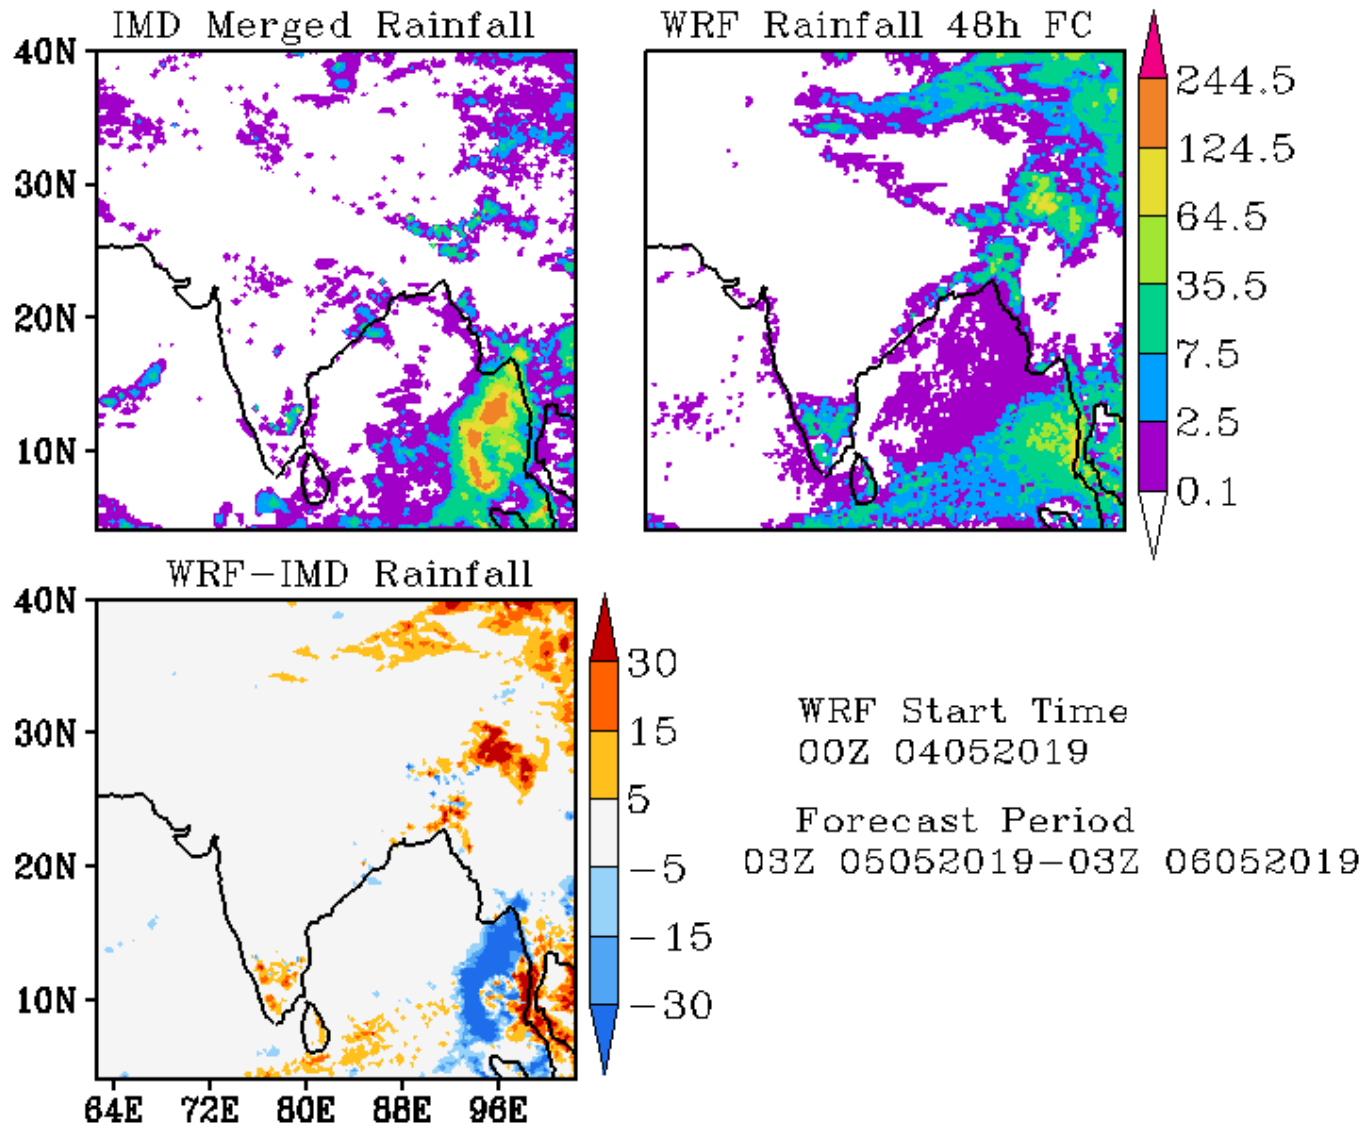 IMD Merged Rainfall
WRF Rainfall 48h FC
40N
30N
20N
10N
244.5
124.5
64.5
35.5
7.5
2.5
0.1
WRF-IMD Rainfall
40N
30N
20N
10N
64E 72E 80E 88E 96E
30
15
5
-5
-15
-30
WRF Start Time
00Z 04052019
Forecast Period
03Z 05052019-03Z 06052019